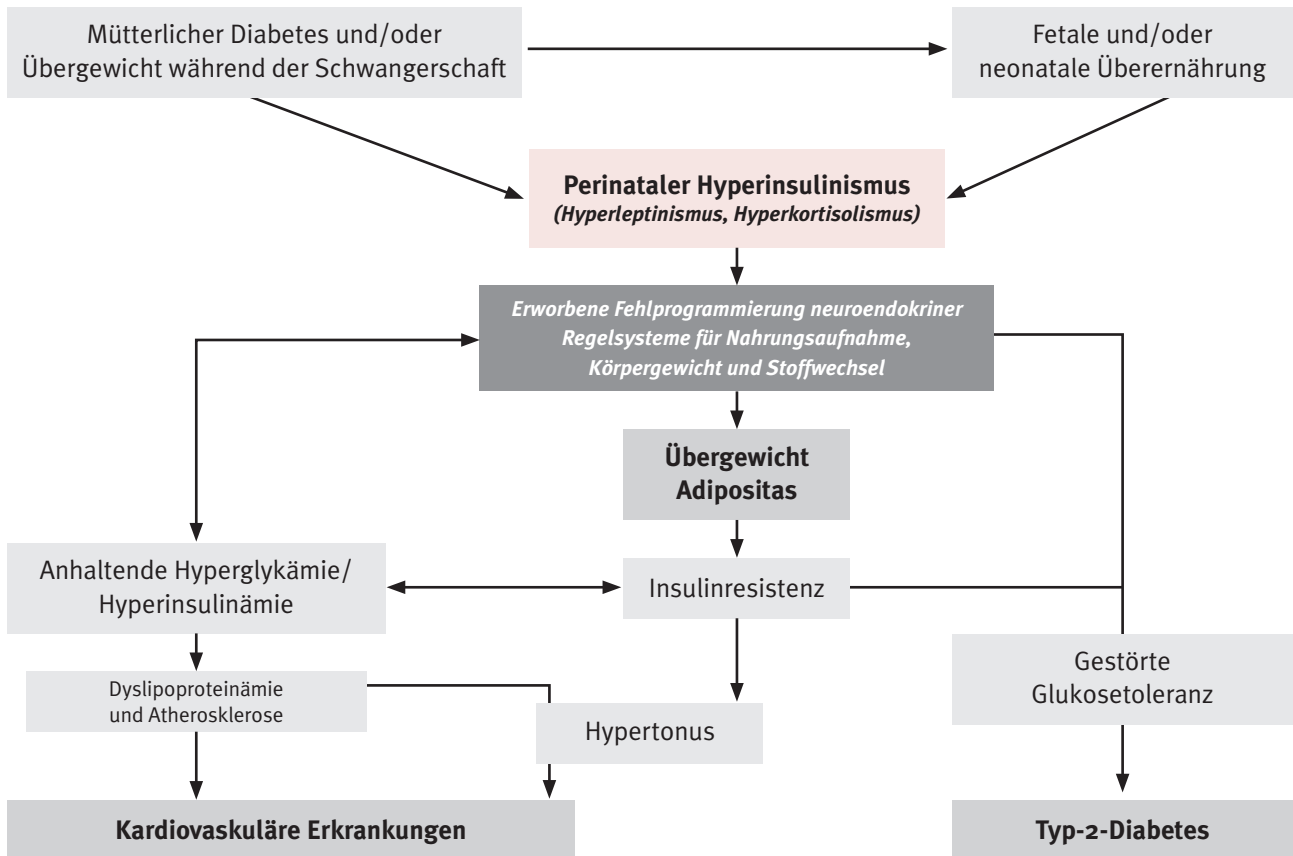 Mütterlicher Diabetes und/oder
Übergewicht während der Schwangerschaft
Fetale und/oder
neonatale Überernährung
Perinataler Hyperinsulinismus
(Hyperleptinismus, Hyperkortisolismus)
Erworbene Fehlprogrammierung neuroendokriner
Regelsysteme für Nahrungsaufnahme,
Körpergewicht und Stoffwechsel
Übergewicht
Adipositas
Anhaltende Hyperglykämie/
Hyperinsulinämie
Insulinresistenz
Gestörte
Glukosetoleranz
Dyslipoproteinämie
und Atherosklerose
Hypertonus
Kardiovaskuläre Erkrankungen
Typ-2-Diabetes